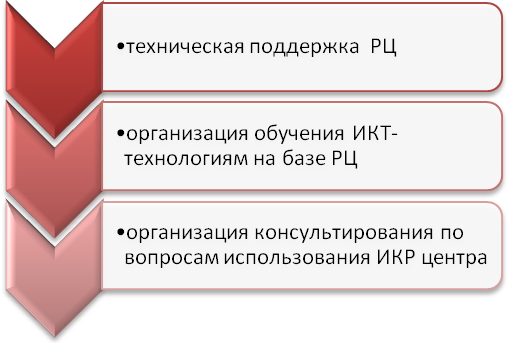 •техническая поддержка РЦ
•организация обучения ИКТ-
технологиям на базе РЦ
•организация консультирования по
вопросам использования ИКР центра